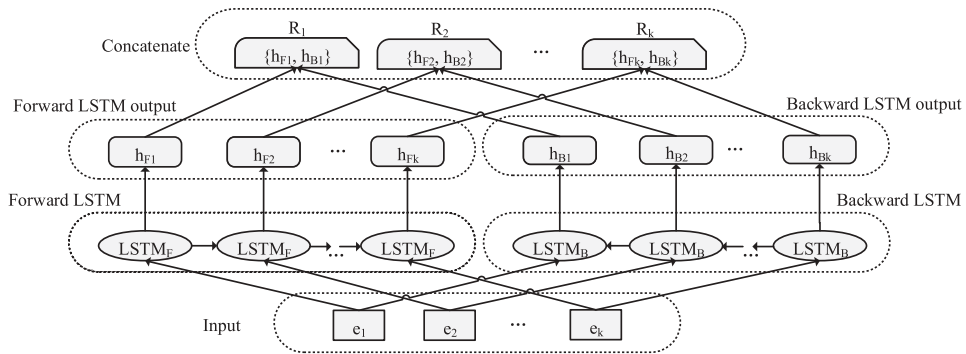 R1 R2 Rk
Concatenate {hF1, hB1} {hF2, hB2} ... {hFk, hBk}
Forward LSTM output Backward LSTM output
hF1 hF2 ... hFk hB1 hB2 ... hBk
Forward LSTM Backward LSTM
LSTMF LSTMF ... LSTMF LSTMB LSTMB ... LSTMB
Input e1 e2 ... ek